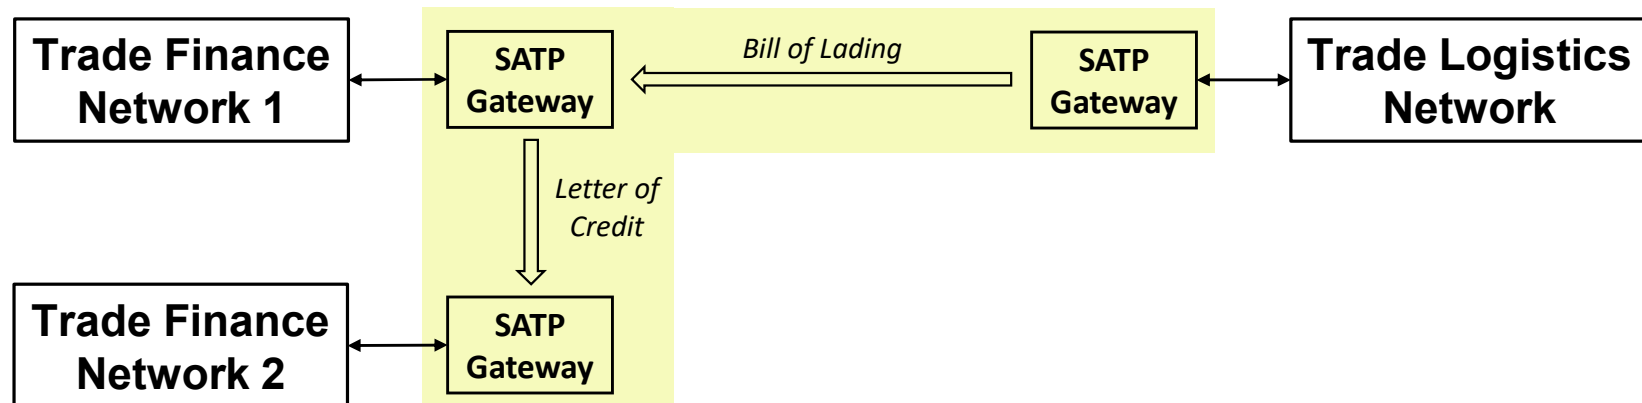 Trade Finance
Network 1
SATP
Gateway
Bill of Lading
SATP
Gateway
Trade Logistics
Network
Letter of
Credit
Trade Finance
Network 2
SATP
Gateway